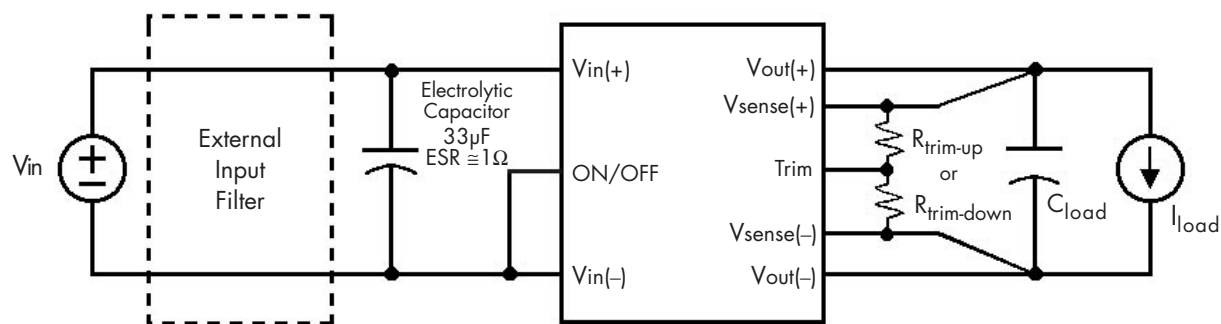 Vin
External
Input
Filter
Electrolytic
Capacitor
33µF
ESR ≅1Ω
Vin(+)
ON/OFF
Vin(–)
Vout(+)
Vsense(+)
Trim
Vsense(–)
Vout(–)
Rtrim-up
or
Rtrim-down
Cload
Iload